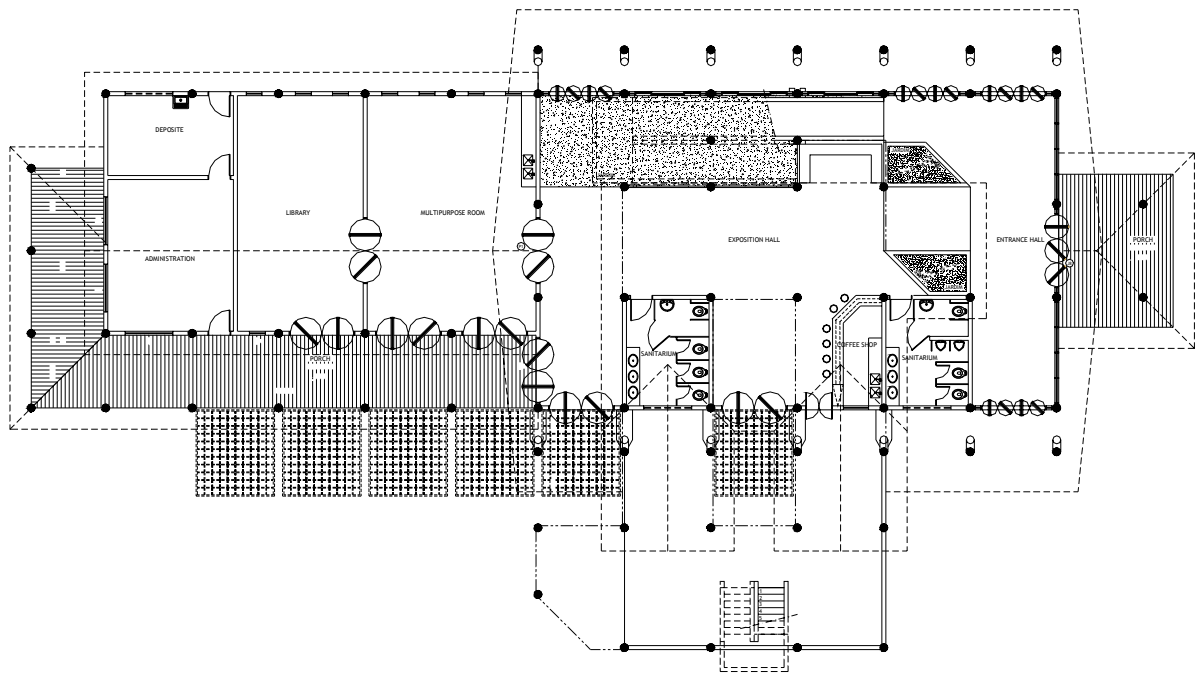 DEPOSITE
LIBRARY
MULTIPURPOSE ROOM
EXPOSITION HALL
ENTRANCE HALL
PORCH
ADMINISTRATION
PORCH
SANITARIUM
COFFEE SHOP
SANITARIUM